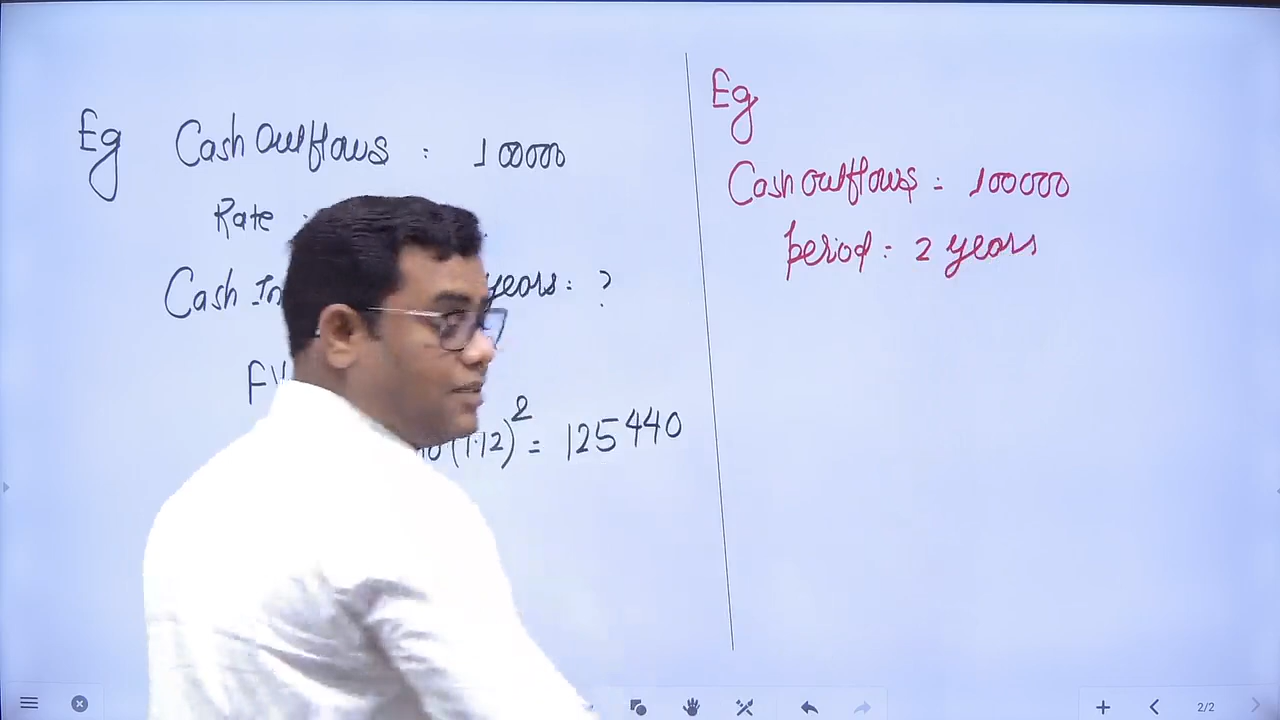 Eg Cash Outflows : 100000
Rate :
Cash In years : ?
FV
(1.12)² = 125440
Eg
Cash outflows = 100000
period : 2 years
2/2